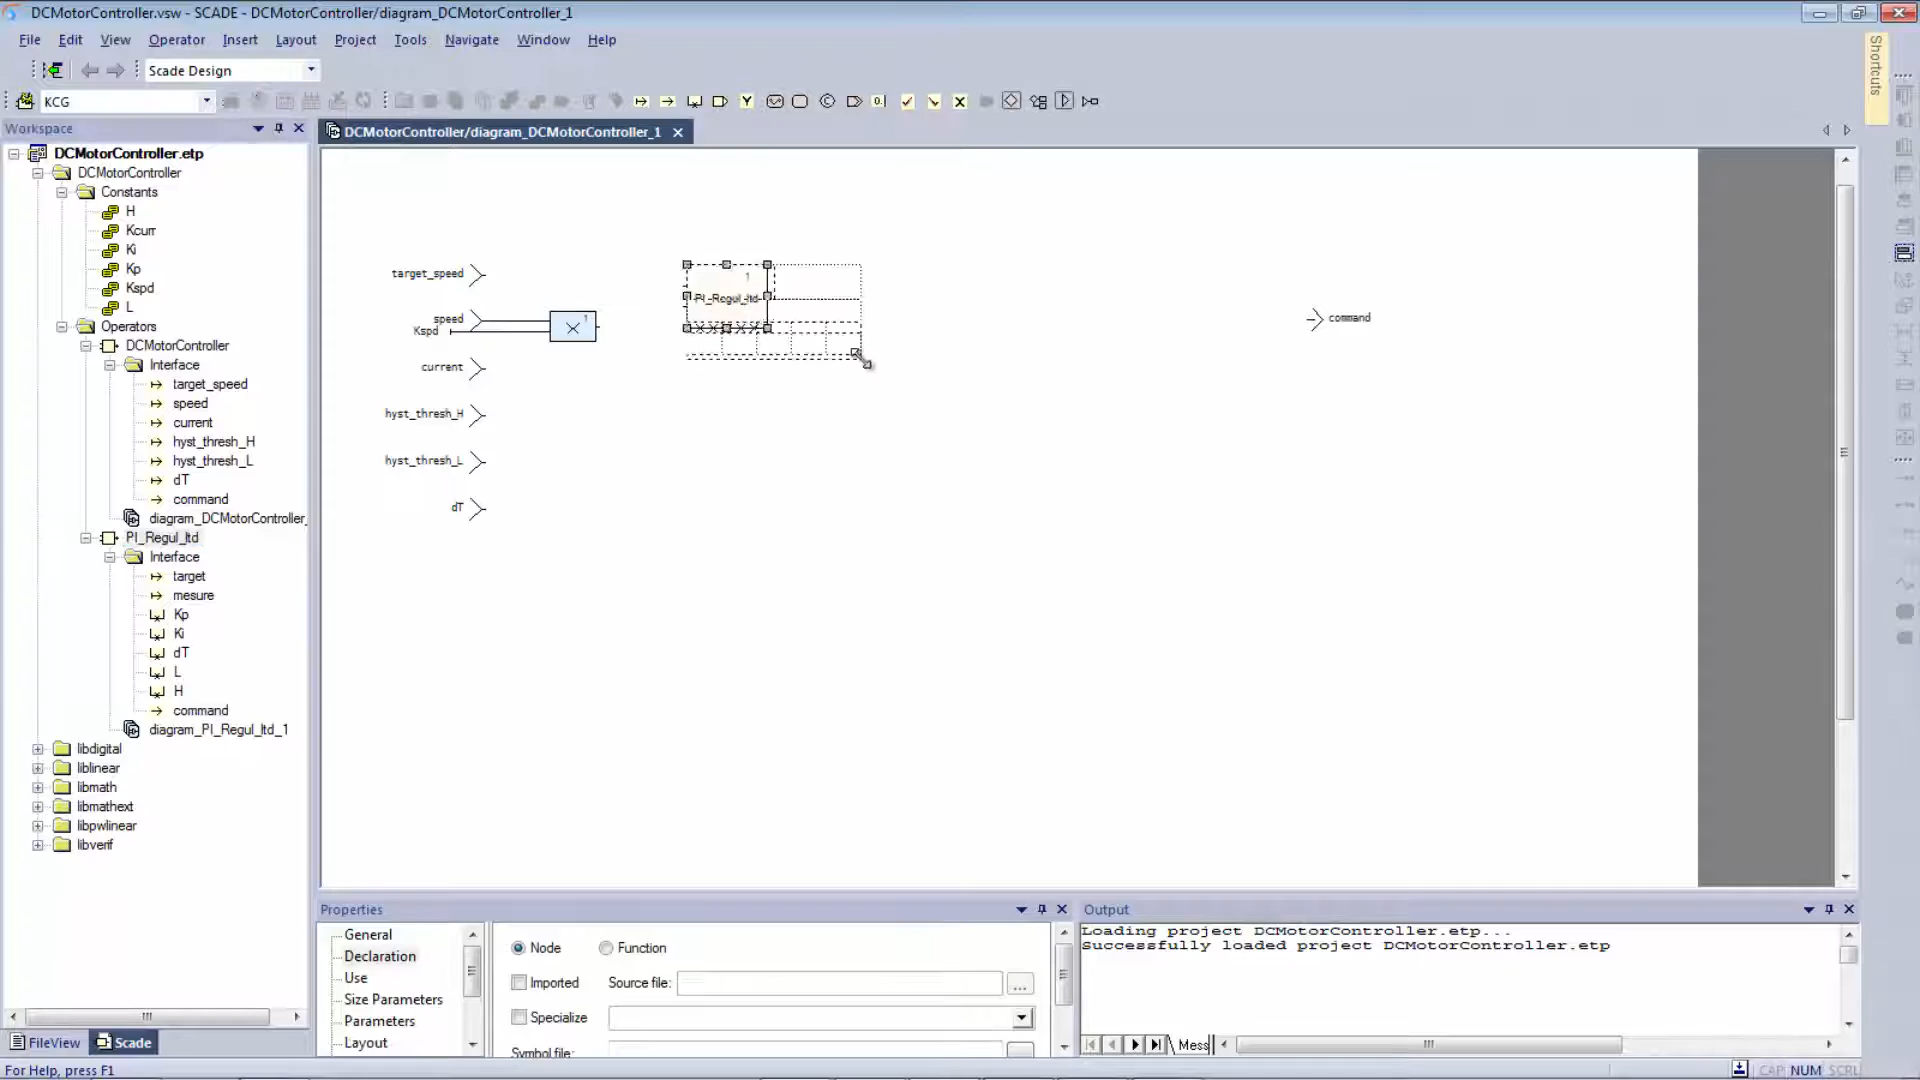 DCMotorController.vsw - SCADE - DCMotorController/diagram_DCMotorController_1
File Edit View Operator Insert Layout Project Tools Navigate Window Help
Scade Design
KCG
Shortcuts
Workspace
DCMotorController/diagram_DCMotorController_1
DCMotorController.etp
DCMotorController
Constants
H
Kcurr
Ki
Kp
Kspd
L
Operators
DCMotorController
Interface
target_speed
speed
current
hyst_thresh_H
hyst_thresh_L
dT
command
diagram_DCMotorController_
PI_Regul_ltd
Interface
target
mesure
Kp
Ki
dT
L
H
command
diagram_PI_Regul_ltd_1
libdigital
liblinear
libmath
libmathext
libpwlinear
libverif
FileView
Scade
target_speed
speed
Kspd
1
current
hyst_thresh_H
hyst_thresh_L
dT
1
PI_Regul_ltd
command
Properties
General
Declaration
Use
Size Parameters
Parameters
Layout
Node Function
Imported Source file: ...
Specialize
Symbol file:
Output
Loading project DCMotorController.etp...
Successfully loaded project DCMotorController.etp
Mess
For Help, press F1
CAP NUM SCRL